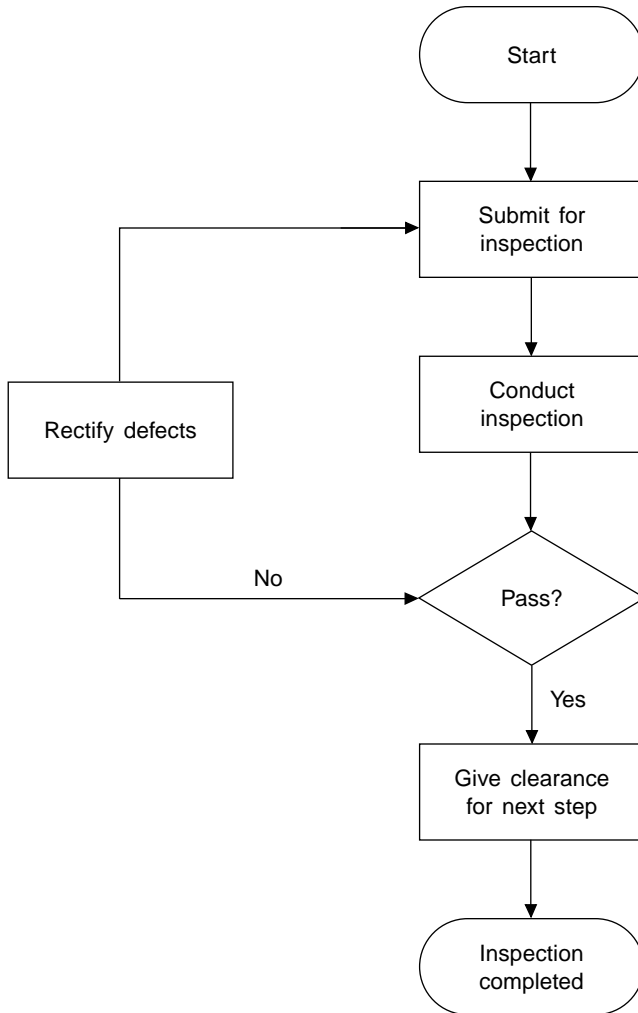 Start
Submit for
inspection
Conduct
inspection
Rectify defects
No
Pass?
Yes
Give clearance
for next step
Inspection
completed